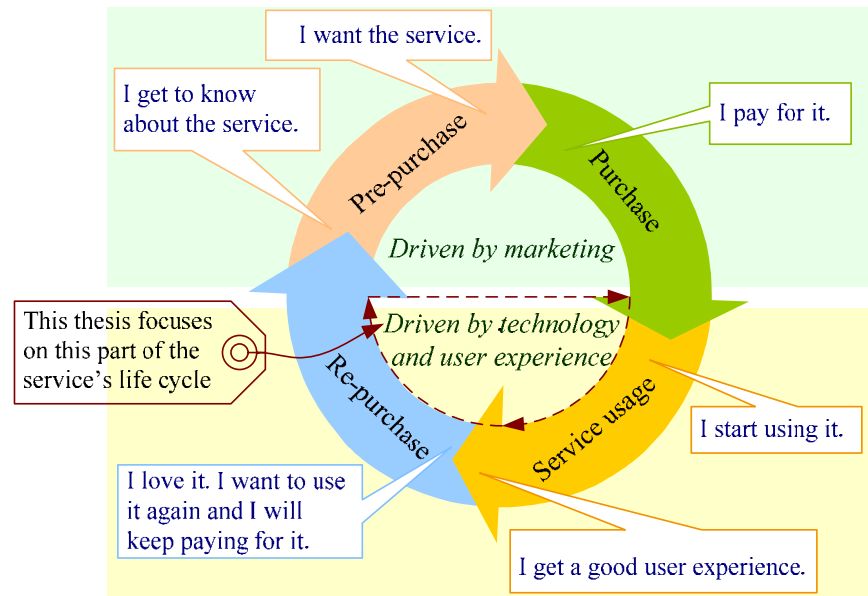 I want the service.
I get to know
about the service.
I pay for it.
Pre-purchase
Purchase
Driven by marketing
This thesis focuses
on this part of the
service's life cycle
Driven by technology
and user experience
Re-purchase
Service usage
I start using it.
I love it. I want to use
it again and I will
keep paying for it.
I get a good user experience.